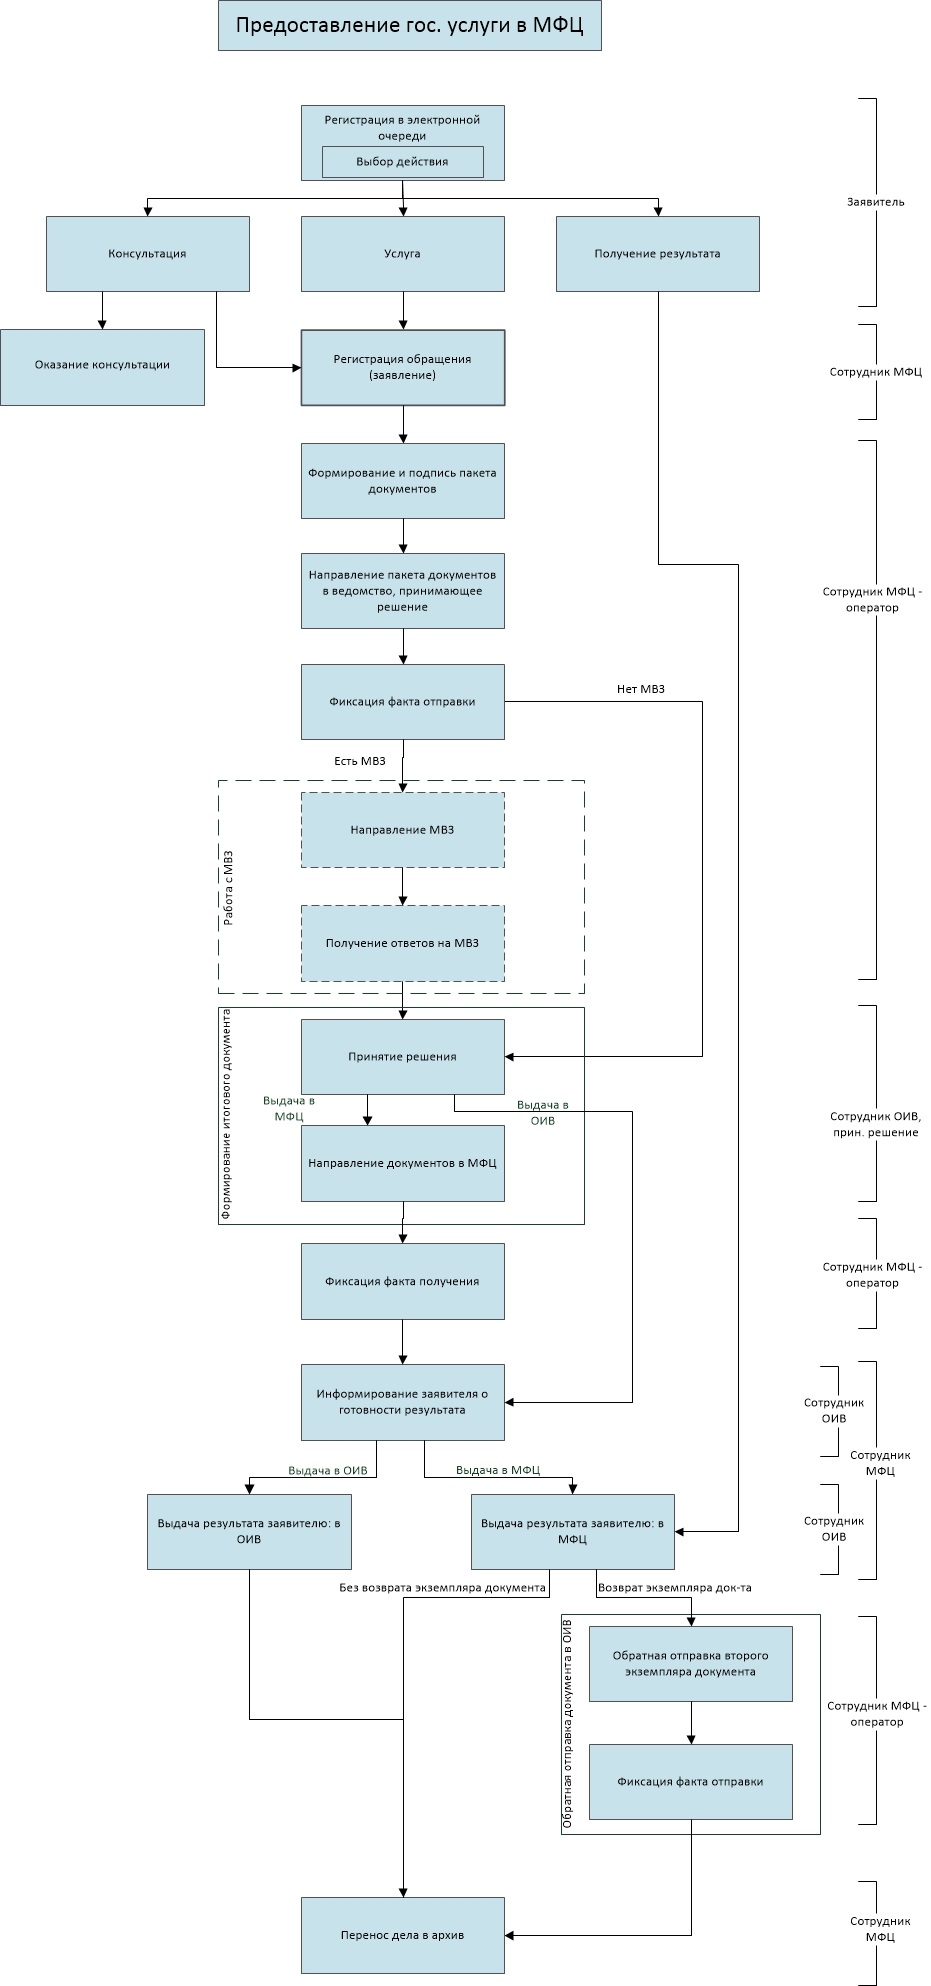 Предоставление гос. услуги в МФЦ
Регистрация в электронной
очереди
Выбор действия
Заявитель
Консультация
Услуга
Получение результата
Оказание консультации
Регистрация обращения
(заявление)
Сотрудник МФЦ
Формирование и подпись пакета
документов
Направление пакета документов
в ведомство, принимающее
решение
Сотрудник МФЦ -
оператор
Фиксация факта отправки
Нет МВЗ
Есть МВЗ
Работа с МВЗ
Направление МВЗ
Получение ответов на МВЗ
Формирование итогового документа
Принятие решения
Выдача в
МФЦ
Выдача в
ОИВ
Сотрудник ОИВ,
прин. решение
Направление документов в МФЦ
Фиксация факта получения
Сотрудник МФЦ -
оператор
Информирование заявителя о
готовности результата
Сотрудник
ОИВ
Сотрудник
МФЦ
Выдача в ОИВ
Выдача в МФЦ
Выдача результата заявителю: в
ОИВ
Выдача результата заявителю: в
МФЦ
Сотрудник
ОИВ
Без возврата экземпляра документа
Возврат экземпляра док-та
Обратная отправка документа в ОИВ
Обратная отправка второго
экземпляра документа
Сотрудник МФЦ -
оператор
Фиксация факта отправки
Перенос дела в архив
Сотрудник
МФЦ